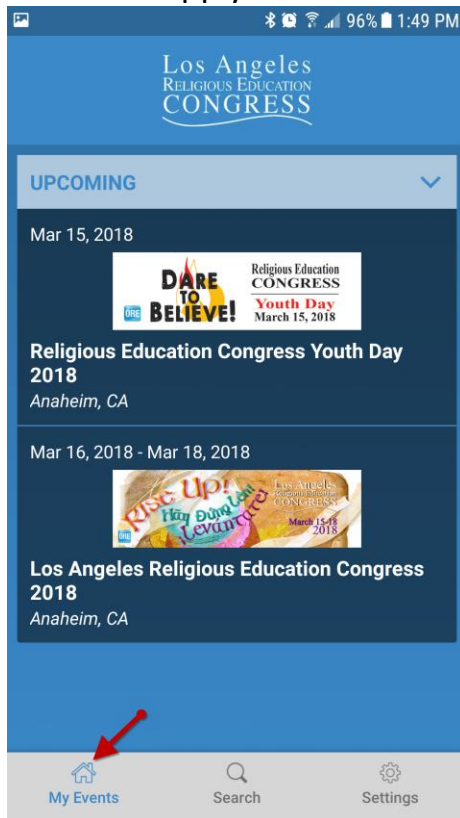 96% 1:49 PM
Los Angeles
RELIGIOUS EDUCATION
CONGRESS
UPCOMING
Mar 15, 2018
DARE
TO
BELIEVE!
ORE
Religious Education
CONGRESS
Youth Day
March 15, 2018
Religious Education Congress Youth Day
2018
Anaheim, CA
Mar 16, 2018 - Mar 18, 2018
Rise Up!
Hãy Đứng Lên!
¡Levántate!
ORE
Los Angeles
Religious Education
CONGRESS
March 15-18
2018
Los Angeles Religious Education Congress
2018
Anaheim, CA
My Events
Search
Settings